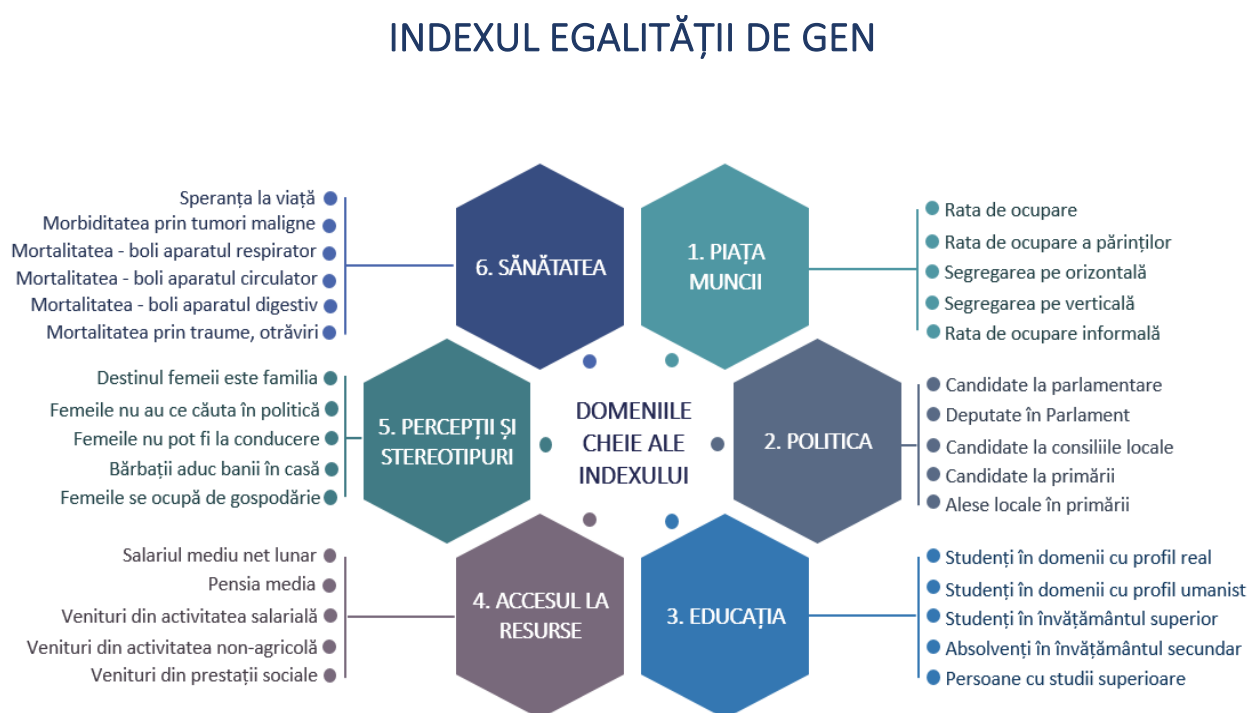 INDEXUL EGALITĂȚII DE GEN
Speranța la viață
Morbiditatea prin tumori maligne
Mortalitatea - boli aparatul respirator
Mortalitatea - boli aparatul circulator
Mortalitatea - boli aparatul digestiv
Mortalitatea prin traume, otrăviri
6. SĂNĂTATEA
1. PIAȚA
MUNCII
Rata de ocupare
Rata de ocupare a părinților
Segregarea pe orizontală
Segregarea pe verticală
Rata de ocupare informală
Destinul femeii este familia
Femeile nu au ce căuta în politică
Femeile nu pot fi la conducere
Bărbații aduc banii în casă
Femeile se ocupă de gospodărie
5. PERCEPȚII ȘI
STEREOTIPURI
DOMENIILE
CHEIE ALE
INDEXULUI
2. POLITICA
Candidate la parlamentare
Deputate în Parlament
Candidate la consiliile locale
Candidate la primării
Alese locale în primării
Salariul mediu net lunar
Pensia media
Venituri din activitatea salarială
Venituri din activitatea non-agricolă
Venituri din prestații sociale
4. ACCESUL LA
RESURSE
3. EDUCAȚIA
Studenți în domenii cu profil real
Studenți în domenii cu profil umanist
Studenți în învățământul superior
Absolvenți în învățământul secundar
Persoane cu studii superioare